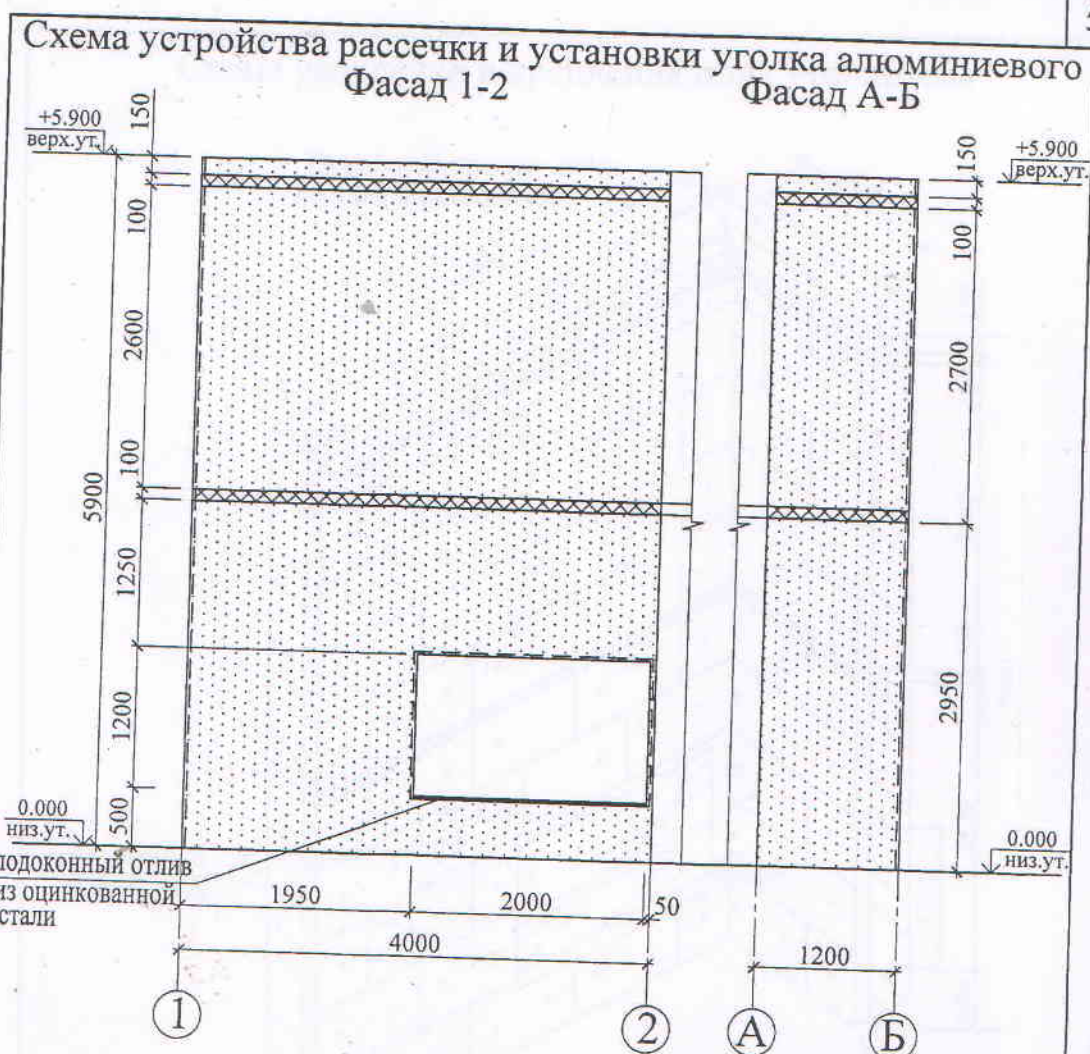 Схема устройства рассечки и установки уголка алюминиевого
Фасад 1-2
Фасад А-Б
+5.900
верх.ут.
150
100
2600
100
5900
1250
1200
500
0.000
низ.ут.
подоконный отлив
из оцинкованной
стали
1950
2000
50
4000
1
2
+5.900
верх.ут.
150
100
2700
2950
0.000
низ.ут.
1200
А
Б